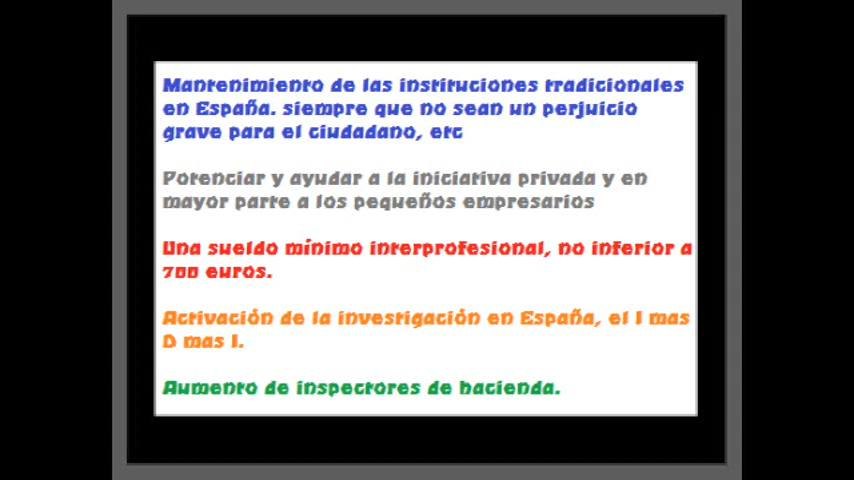 Mantenimiento de las instituciones tradicionales
en España. siempre que no sean un perjuicio
grave para el ciudadano, etc
Potenciar y ayudar a la iniciativa privada y en
mayor parte a los pequeños empresarios
Una sueldo mínimo interprofesional, no inferior a
700 euros.
Activación de la investigación en España, el I mas
D mas I.
Aumento de inspectores de hacienda.